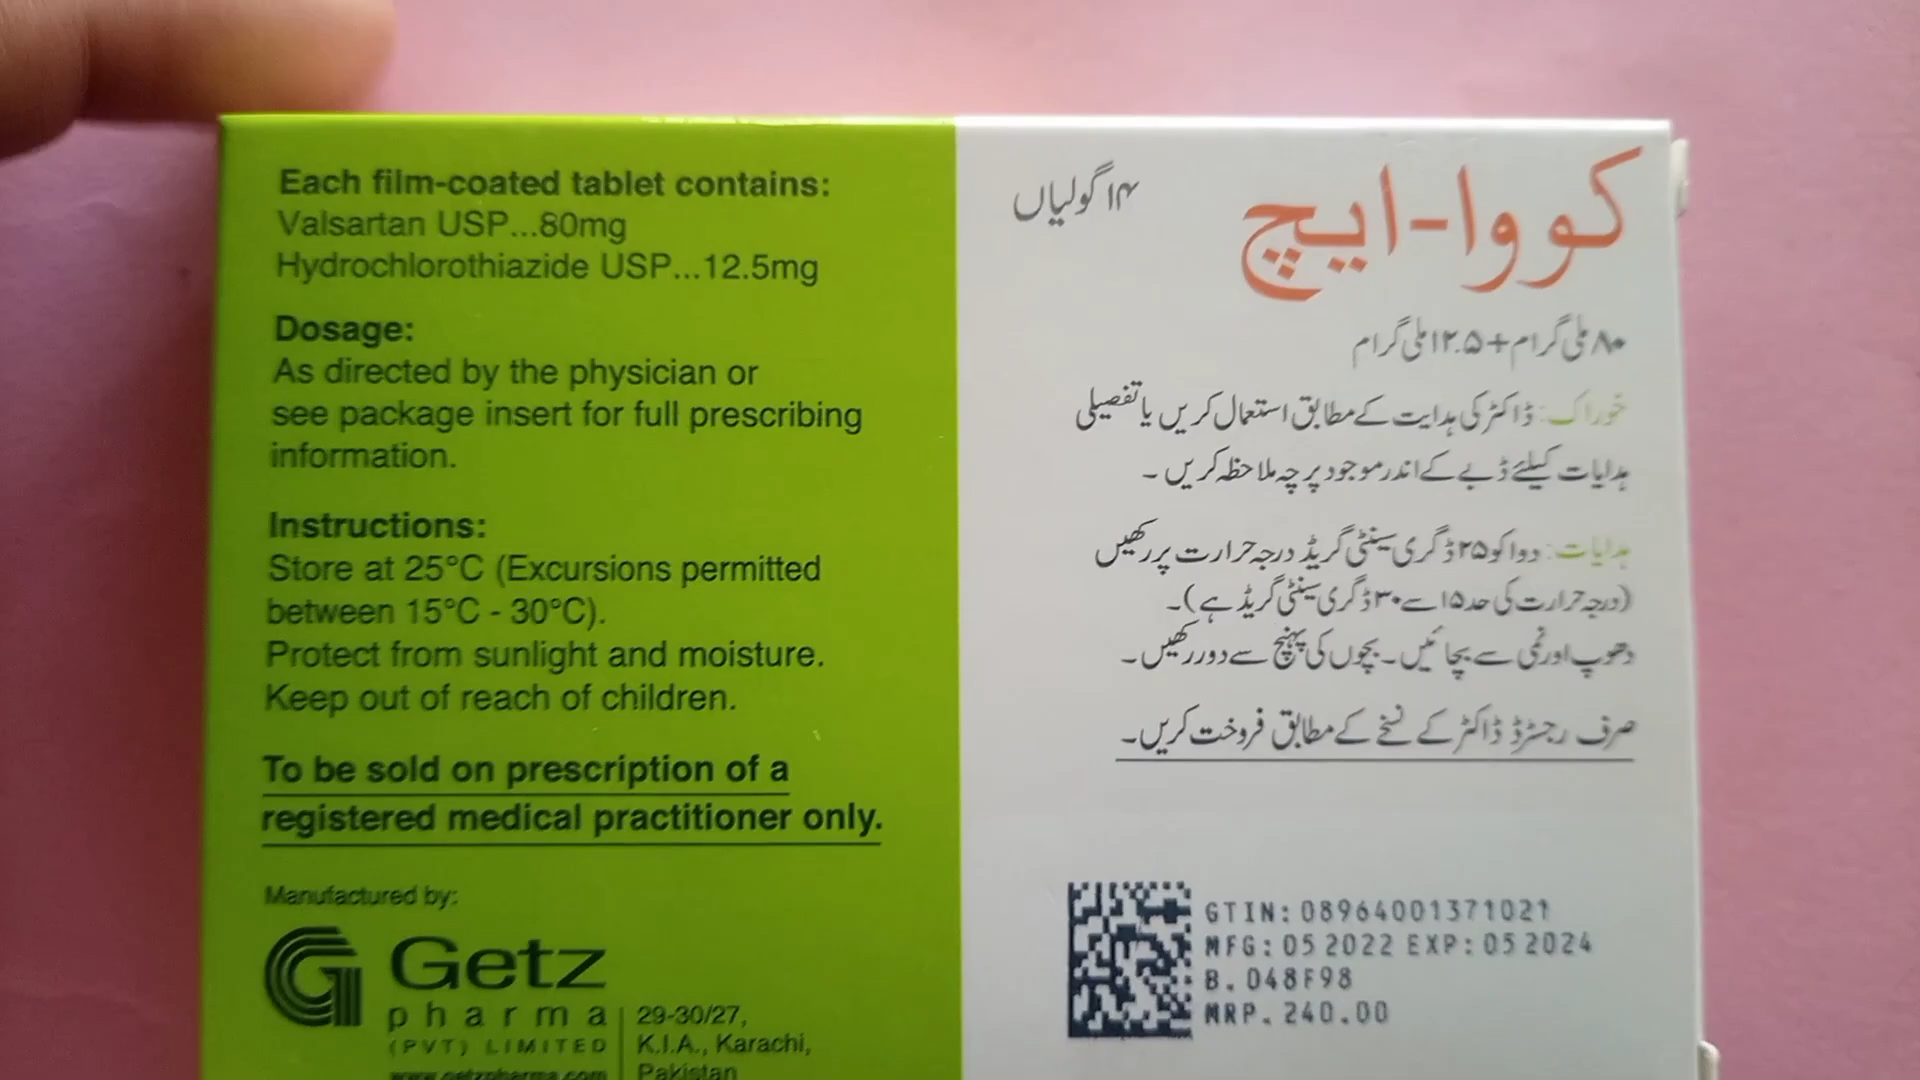 Each film-coated tablet contains:
Valsartan USP...80mg
Hydrochlorothiazide USP...12.5mg
Dosage:
As directed by the physician or
see package insert for full prescribing
information.
Instructions:
Store at 25°C (Excursions permitted
between 15°C - 30°C).
Protect from sunlight and moisture.
Keep out of reach of children.
To be sold on prescription of a
registered medical practitioner only.
Manufactured by:
Getz
pharma
(PVT) LIMITED
www.getzpharma.com
29-30/27,
K.I.A., Karachi,
Pakistan
کووا-ایچ
۱۴ گولیاں
۸۰ ملی گرام + ۱۲.۵ ملی گرام
خوراک: ڈاکٹر کی ہدایت کے مطابق استعمال کریں یا تفصیلی
ہدایات کیلئے ڈبے کے اندر موجود پرچہ ملاحظہ کریں ۔
ہدایات: دوا کو ۲۵ ڈگری سینٹی گریڈ درجہ حرارت پر رکھیں
(درجہ حرارت کی حد ۱۵ سے ۳۰ ڈگری سینٹی گریڈ ہے)۔
دھوپ اور نمی سے بچائیں۔ بچوں کی پہنچ سے دور رکھیں۔
صرف رجسٹرڈ ڈاکٹر کے نسخے کے مطابق فروخت کریں۔
GTIN:08964001371021
MFG:05 2022 EXP:05 2024
B.048F98
MRP.240.00